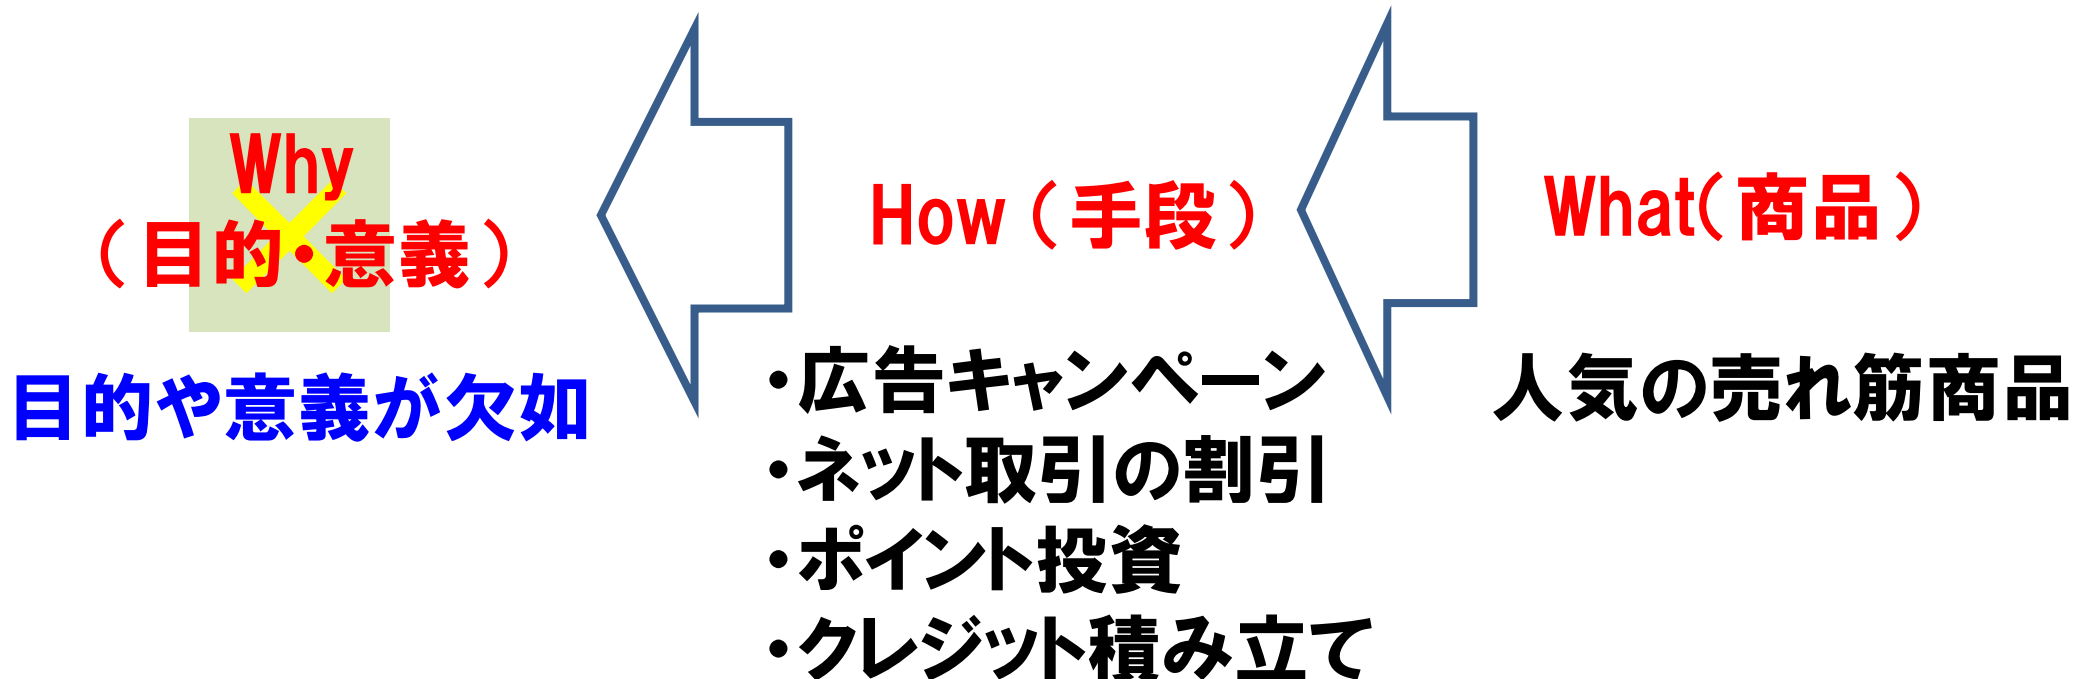 Why
（目的・意義）
目的や意義が欠如
How（手段）
・広告キャンペーン
・ネット取引の割引
・ポイント投資
・クレジット積み立て
What（商品）
人気の売れ筋商品